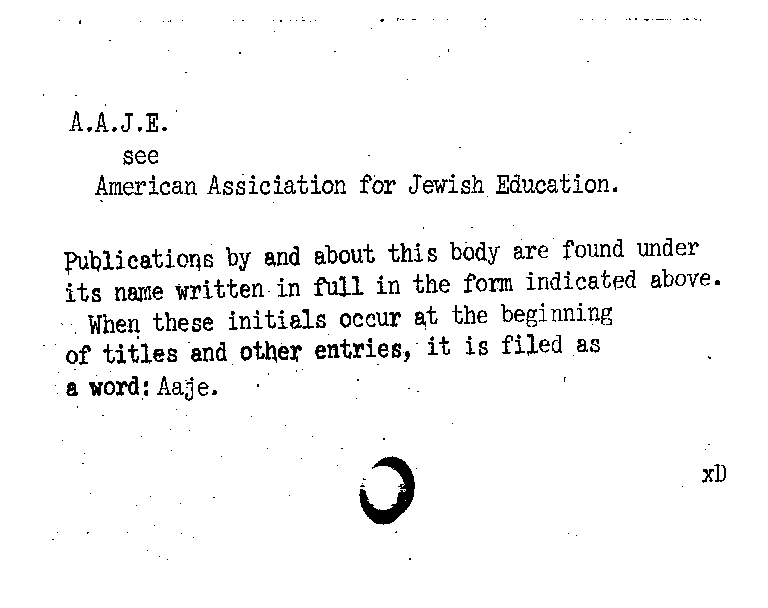 A.A.J.E.
see
American Assiciation for Jewish Education.
Publications by and about this body are found under
its name written in full in the form indicated above.
When these initials occur at the beginning
of titles and other entries, it is filed as
a word: Aaje.
xD